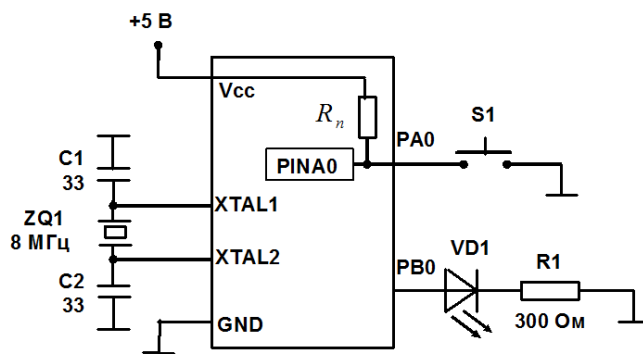 +5 В
Vcc
Rn
S1
PA0
PINA0
C1
33
XTAL1
ZQ1
8 МГц
XTAL2
C2
33
PB0
VD1
R1
300 Ом
GND